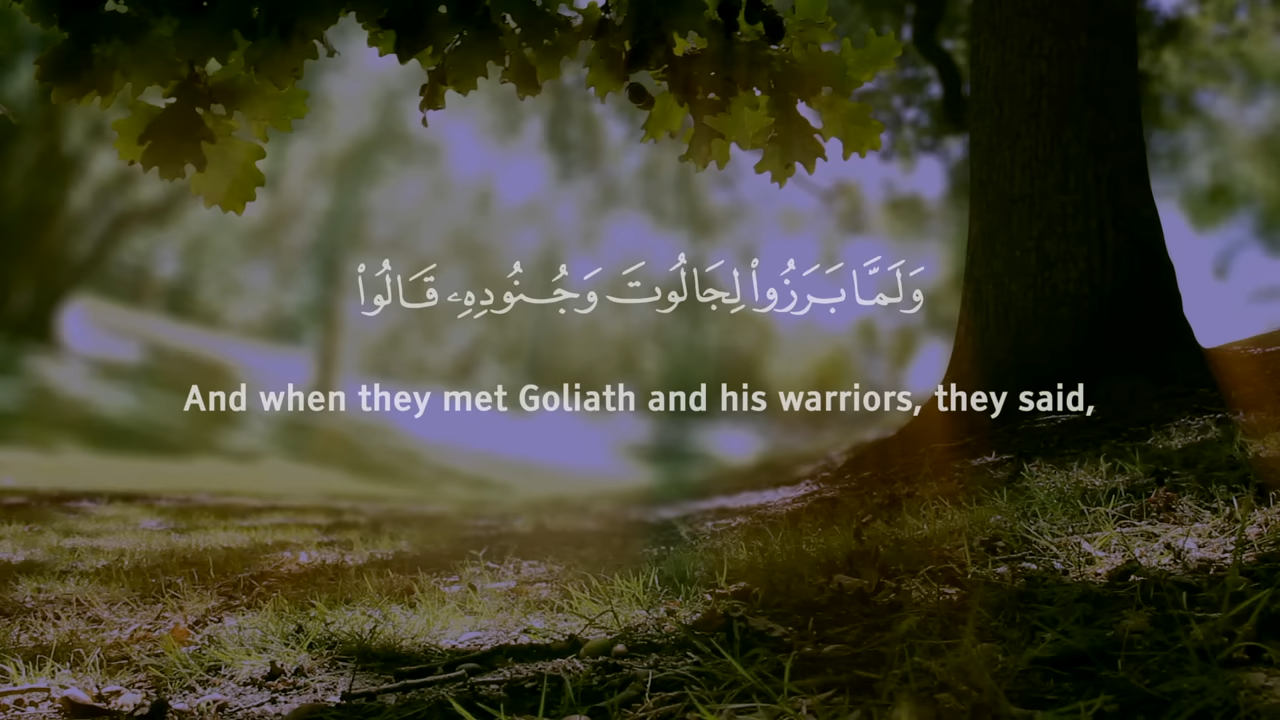 وَلَمَّا بَرَزُوا۟ لِجَالُوتَ وَجُنُودِهِۦ قَالُوا۟
And when they met Goliath and his warriors, they said,